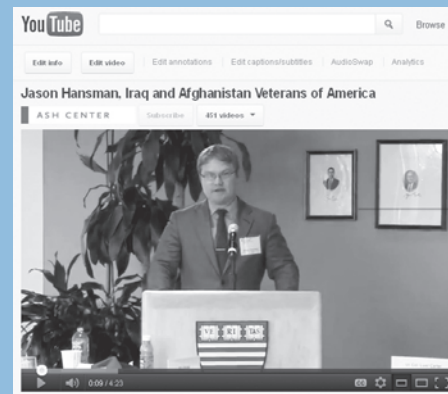 YouTube Browse
Edit info Edit video Edit annotations Edit captions/subtitles AudioSwap Analytics
Jason Hansman, Iraq and Afghanistan Veterans of America
ASH CENTER Subscribe 451 videos
VE RI TAS
0:09 / 4:23 CC